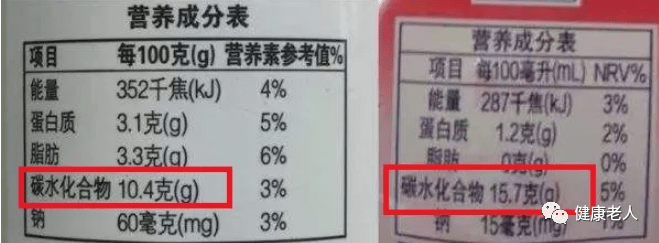 营养成分表
项目 每100克(g) 营养素参考值%
能量 352千焦(kJ) 4%
蛋白质 3.1克(g) 5%
脂肪 3.3克(g) 6%
碳水化合物 10.4克(g) 3%
钠 60毫克(mg) 3%
营养成分表
项目 每100毫升(mL) NRV%
能量 287千焦(kJ) 3%
蛋白质 1.2克(g) 2%
脂肪 0克(g) 0%
碳水化合物 15.7克(g) 5%
钠 15毫克(mg)
健康老人